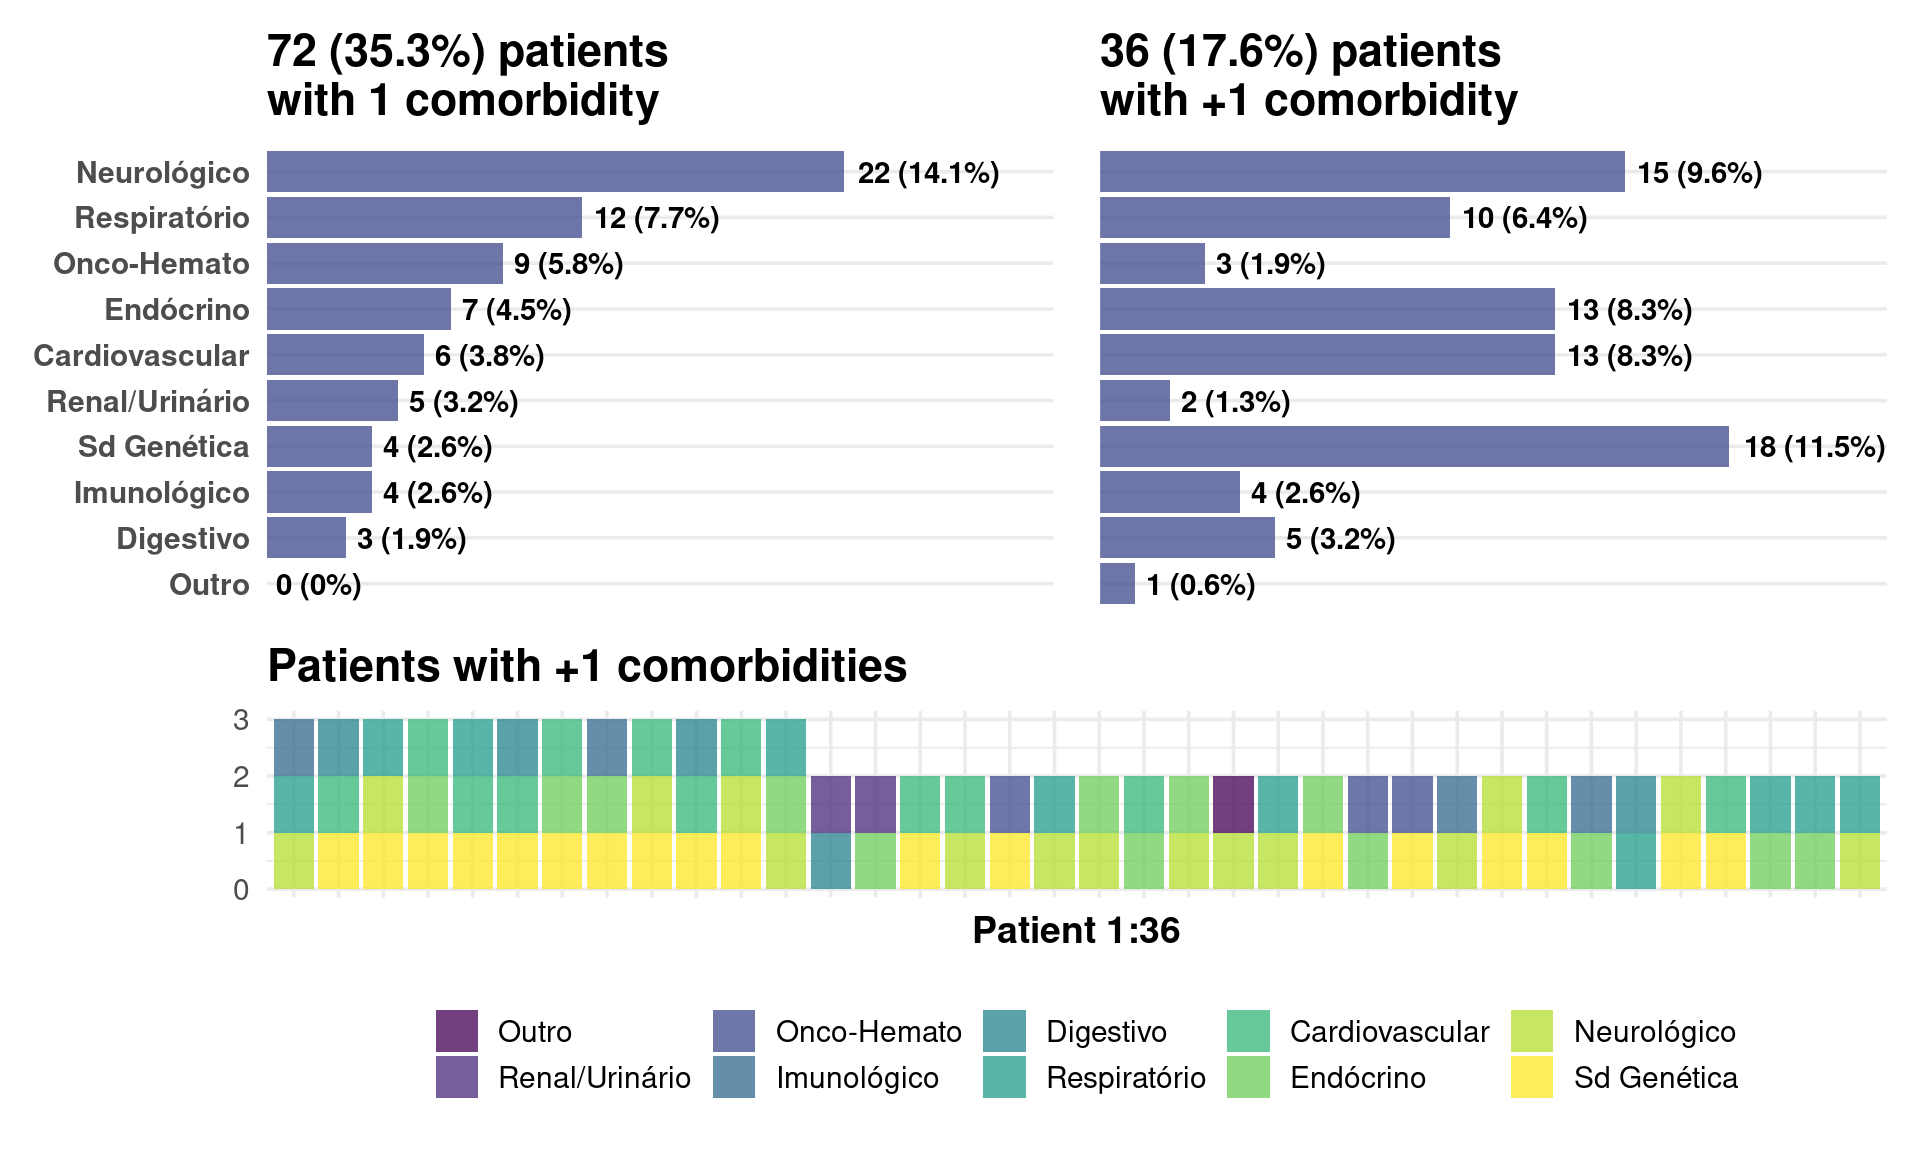 72 (35.3%) patients
with 1 comorbidity
36 (17.6%) patients
with +1 comorbidity
Neurológico 22 (14.1%) 15 (9.6%)
Respiratório 12 (7.7%) 10 (6.4%)
Onco-Hemato 9 (5.8%) 3 (1.9%)
Endócrino 7 (4.5%) 13 (8.3%)
Cardiovascular 6 (3.8%) 13 (8.3%)
Renal/Urinário 5 (3.2%) 2 (1.3%)
Sd Genética 4 (2.6%) 18 (11.5%)
Imunológico 4 (2.6%) 4 (2.6%)
Digestivo 3 (1.9%) 5 (3.2%)
Outro 0 (0%) 1 (0.6%)
Patients with +1 comorbidities
3
2
1
0
Patient 1:36
Outro Onco-Hemato Digestivo Cardiovascular Neurológico
Renal/Urinário Imunológico Respiratório Endócrino Sd Genética